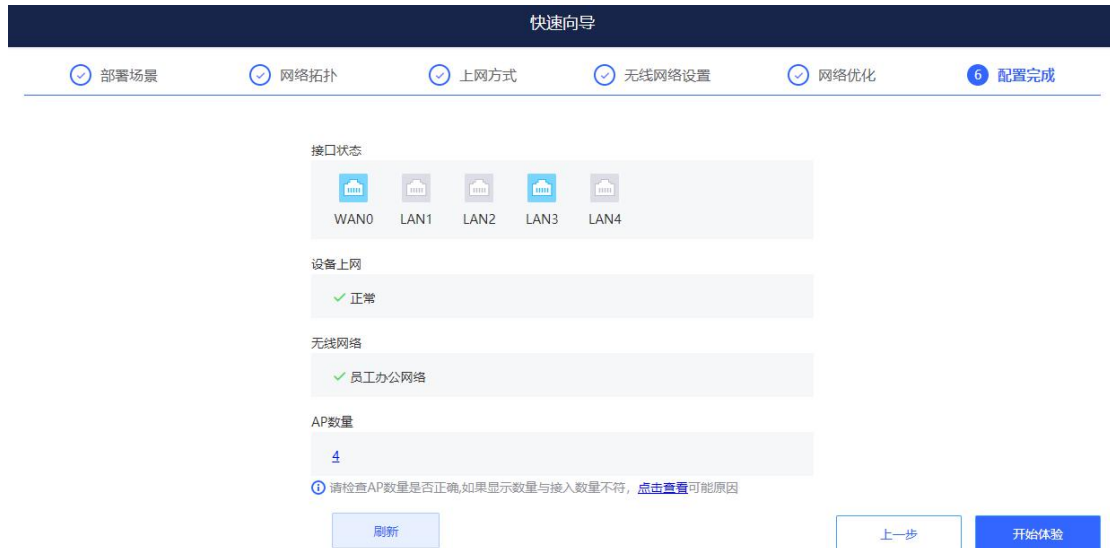 快速向导
部署场景 网络拓扑 上网方式 无线网络设置 网络优化 6 配置完成
接口状态
WAN0 LAN1 LAN2 LAN3 LAN4
设备上网
正常
无线网络
员工办公网络
AP数量
4
请检查AP数量是否正确,如果显示数量与接入数量不符，点击查看可能原因
刷新 上一步 开始体验